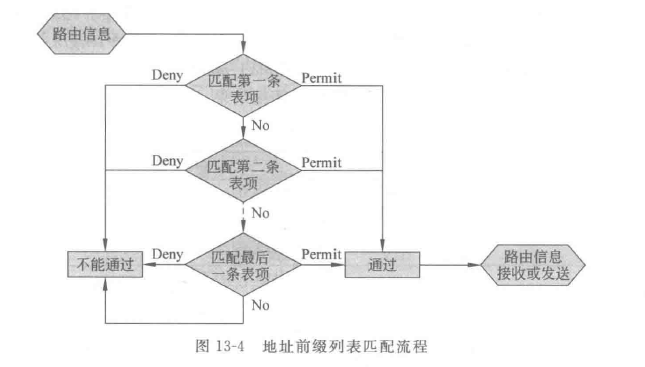 路由信息
Deny
匹配第一条
表项
Permit
No
Deny
匹配第二条
表项
Permit
No
不能通过
Deny
匹配最后
一条表项
Permit
通过
路由信息
接收或发送
No
图 13-4 地址前缀列表匹配流程